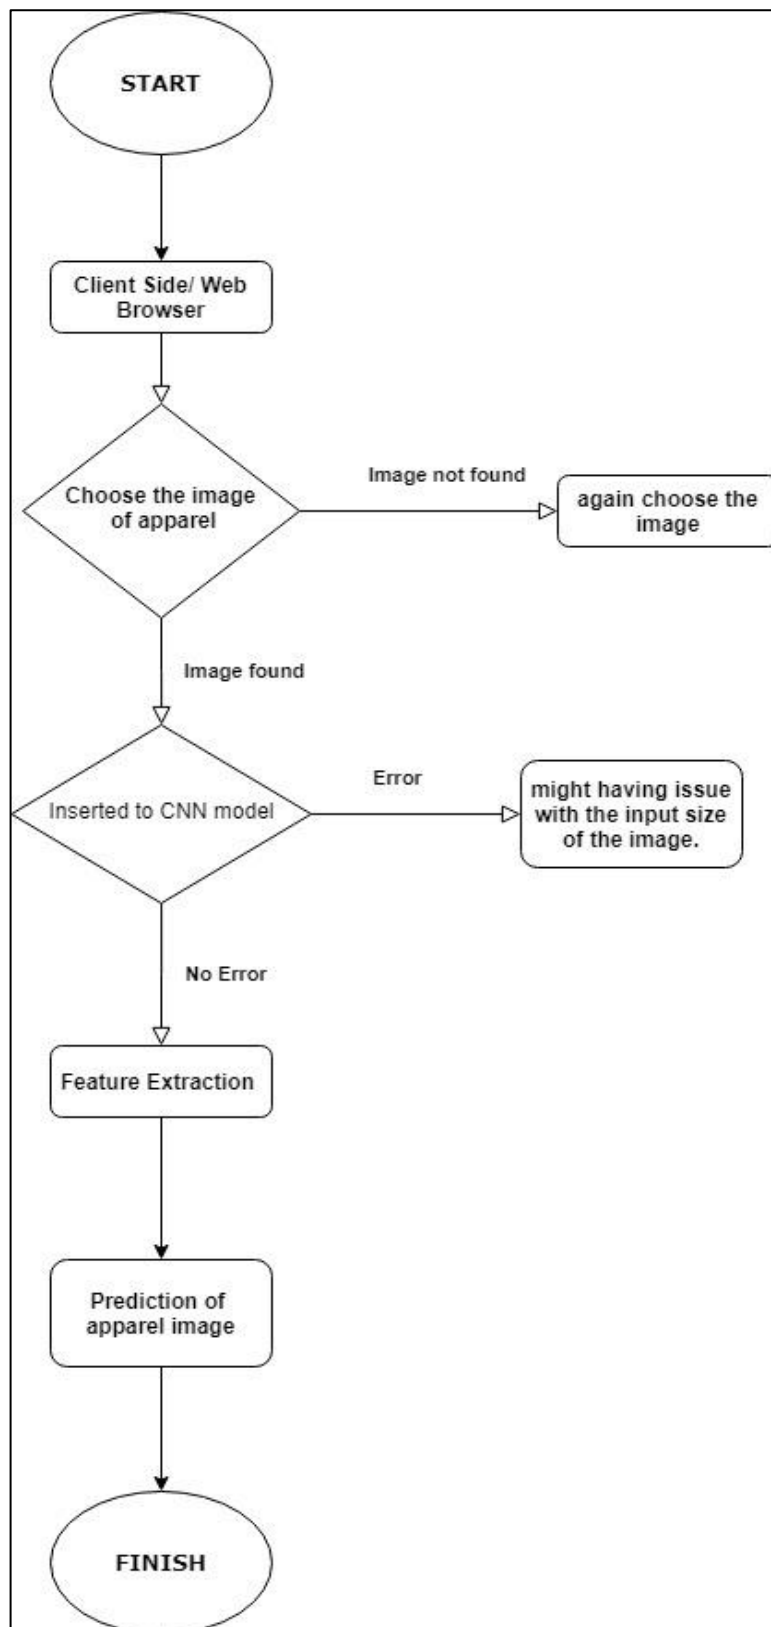 START
Client Side/ Web
Browser
Choose the image
of apparel
Image not found
again choose the
image
Image found
Inserted to CNN model
Error
might having issue
with the input size
of the image.
No Error
Feature Extraction
Prediction of
apparel image
FINISH